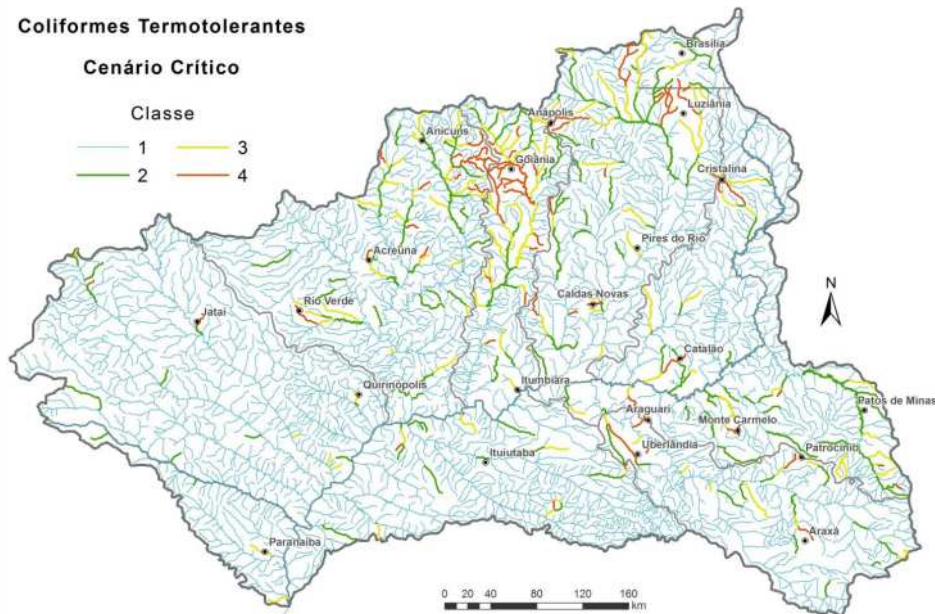 Coliformes Termotolerantes
Cenário Crítico
Classe
1 3
2 4
Brasília
Luziânia
Anápolis
Anicuns
Goiânia
Cristalina
Pires do Rio
Acreúna
Caldas Novas
Rio Verde
Jataí
N
Catalão
Quirinópolis
Itumbiara
Patos de Minas
Araguari
Monte Carmelo
Uberlândia
Patrocínio
Ituiutaba
Araxá
Paranaíba
0 10 20 40 80 120 160
km